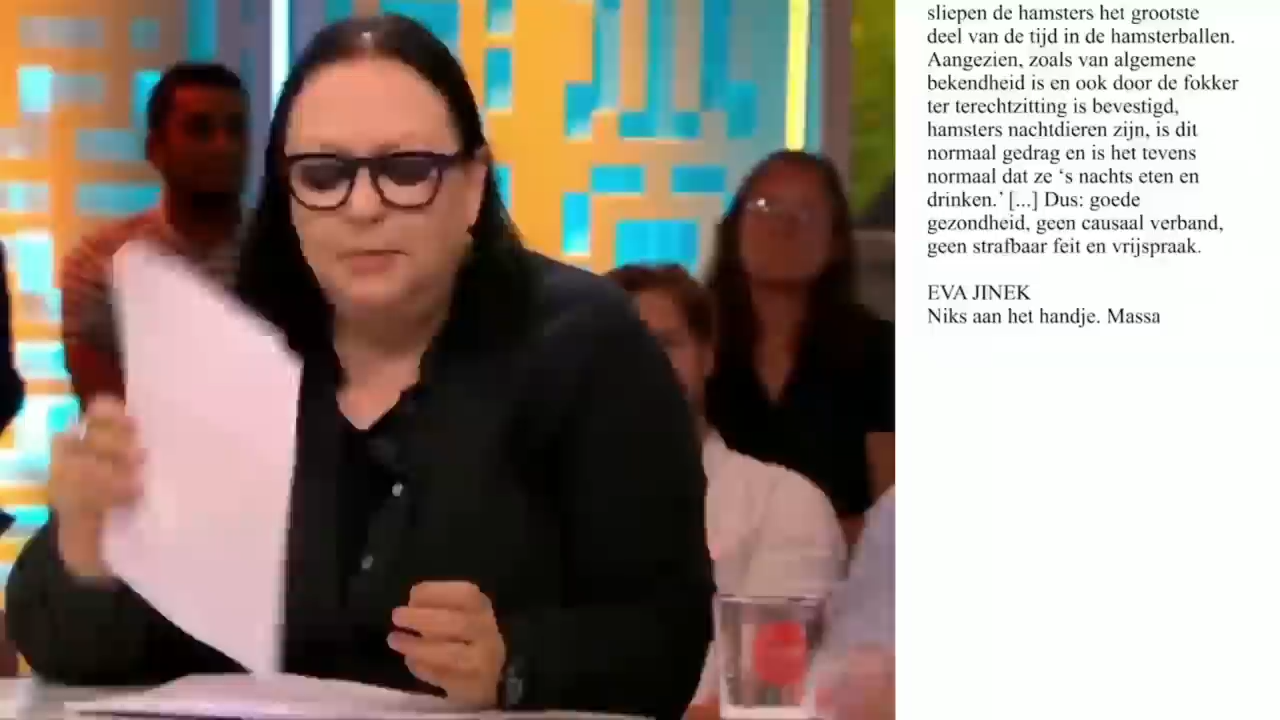 sliepen de hamsters het grootste
deel van de tijd in de hamsterballen.
Aangezien, zoals van algemene
bekendheid is en ook door de fokker
ter terechtzitting is bevestigd,
hamsters nachtdieren zijn, is dit
normaal gedrag en is het tevens
normaal dat ze ‘s nachts eten en
drinken.’ [...] Dus: goede
gezondheid, geen causaal verband,
geen strafbaar feit en vrijspraak.
EVA JINEK
Niks aan het handje. Massa